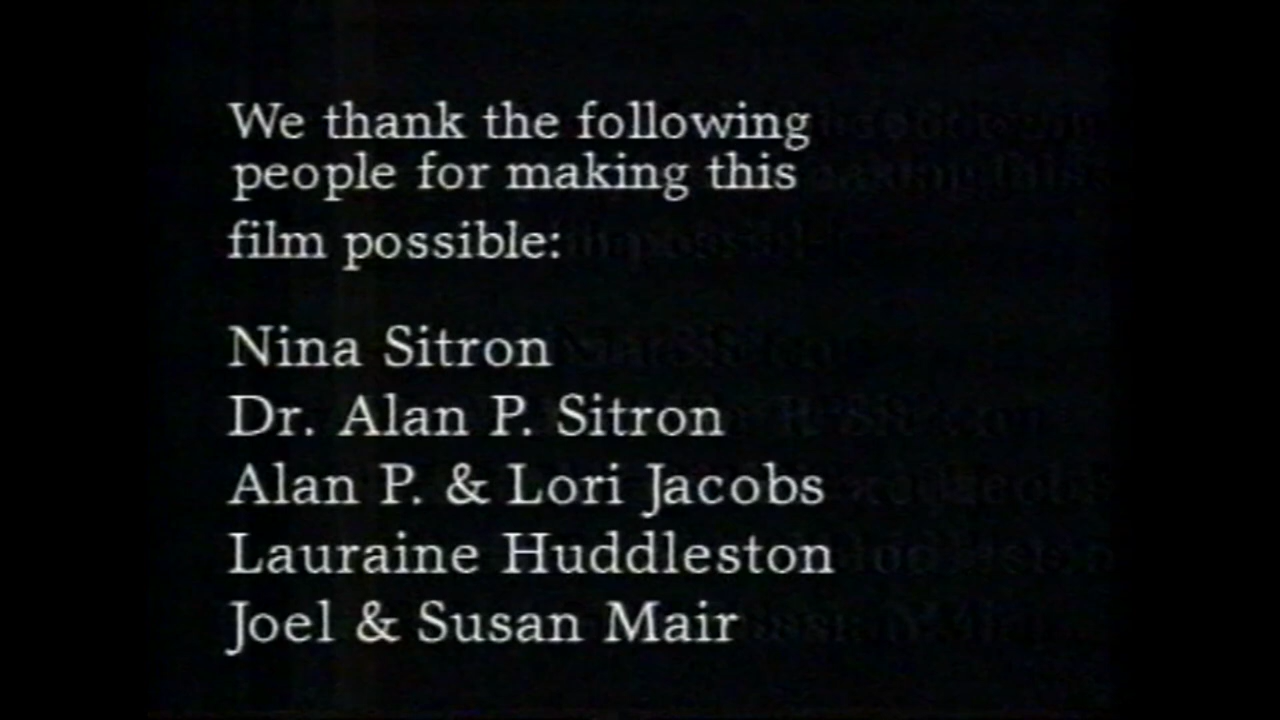 We thank the following
people for making this
film possible:
Nina Sitron
Dr. Alan P. Sitron
Alan P. & Lori Jacobs
Lauraine Huddleston
Joel & Susan Mair